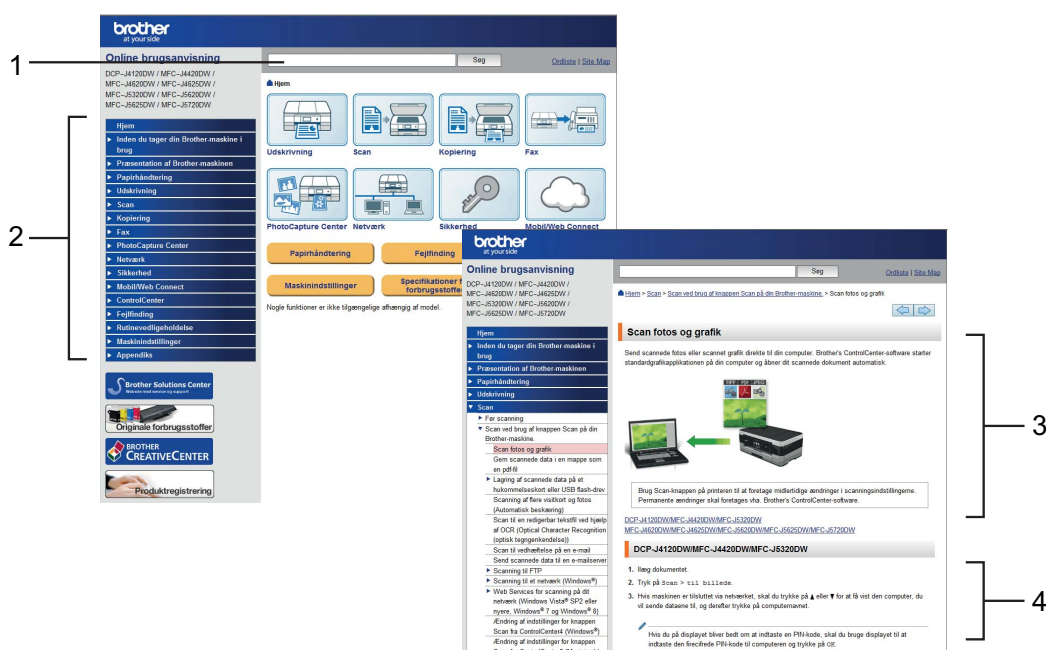 brother
at your side
Online brugsanvisning
DCP-J4120DW / MFC-J4420DW /
MFC-J4620DW / MFC-J4625DW /
MFC-J5320DW / MFC-J5620DW /
MFC-J5625DW / MFC-J5720DW
1
Søg
Ordliste | Site Map
2
Hjem
Inden du tager din Brother-maskine i
brug
Præsentation af Brother-maskinen
Papirhåndtering
Udskrivning
Scan
Kopiering
Fax
PhotoCapture Center
Netværk
Sikkerhed
Mobil/Web Connect
ControlCenter
Fejlfinding
Rutinevedligeholdelse
Maskinindstillinger
Appendiks
Brother Solutions Center
Originale forbrugsstoffer
BROTHER
CREATIVECENTER
Produktregistrering
Hjem
Udskrivning
Scan
Kopiering
Fax
PhotoCapture Center
Netværk
Sikkerhed
Mobil/Web Connect
Papirhåndtering
Fejlfinding
Maskinindstillinger
Specifikationer f
forbrugsstoffe
Nogle funktioner er ikke tilgængelige afhængig af model.
brother
at your side
Online brugsanvisning
DCP-J4120DW / MFC-J4420DW /
MFC-J4620DW / MFC-J4625DW /
MFC-J5320DW / MFC-J5620DW /
MFC-J5625DW / MFC-J5720DW
Søg
Ordliste | Site Map
Hjem
Inden du tager din Brother-maskine i
brug
Præsentation af Brother-maskinen
Papirhåndtering
Udskrivning
Scan
Før scanning
Scan ved brug af knappen Scan på din
Brother-maskine.
Scan fotos og grafik
Gem scannede data i en mappe som
en pdf-fil
Lagring af scannede data på et
hukommelseskort eller USB flash-drev
Scanning af flere visitkort og fotos
(Automatisk beskæring)
Scan til en redigerbar tekstfil ved hjælp
af OCR (Optical Character Recognition
(optisk tegngenkendelse))
Scan til vedhæftelse på en e-mail
Send scannede data til en e-mailserver
Scanning til FTP
Scanning til et netværk (Windows®)
Web Services for scanning på dit
netværk (Windows Vista® SP2 eller
nyere, Windows® 7 og Windows® 8)
Ændring af indstillinger for knappen
Scan fra ControlCenter4 (Windows®)
Ændring af indstillinger for knappen
Hjem > Scan > Scan ved brug af knappen Scan på din Brother-maskine. > Scan fotos og grafik
Scan fotos og grafik
Send scannede fotos eller scannet grafik direkte til din computer. Brother's ControlCenter-software starter
standardgrafikapplikationen på din computer og åbner dit scannede dokument automatisk.
TIFF PDF JPEG
3
Brug Scan-knappen på printeren til at foretage midlertidige ændringer i scanningsindstillingerne.
Permanente ændringer skal foretages vha. Brother's ControlCenter-software.
DCP-J4120DW/MFC-J4420DW/MFC-J5320DW
MFC-J4620DW/MFC-J4625DW/MFC-J5620DW/MFC-J5625DW/MFC-J5720DW
DCP-J4120DW/MFC-J4420DW/MFC-J5320DW
1. Ilæg dokumentet.
2. Tryk på Scan > til billede.
3. Hvis maskinen er tilsluttet via netværket, skal du trykke på ▲ eller ▼ for at få vist den computer, du
vil sende dataene til, og derefter trykke på computernavnet.
4
Hvis du på displayet bliver bedt om at indtaste en PIN-kode, skal du bruge displayet til at
indtaste den firecifrede PIN-kode til computeren og trykke på OK.